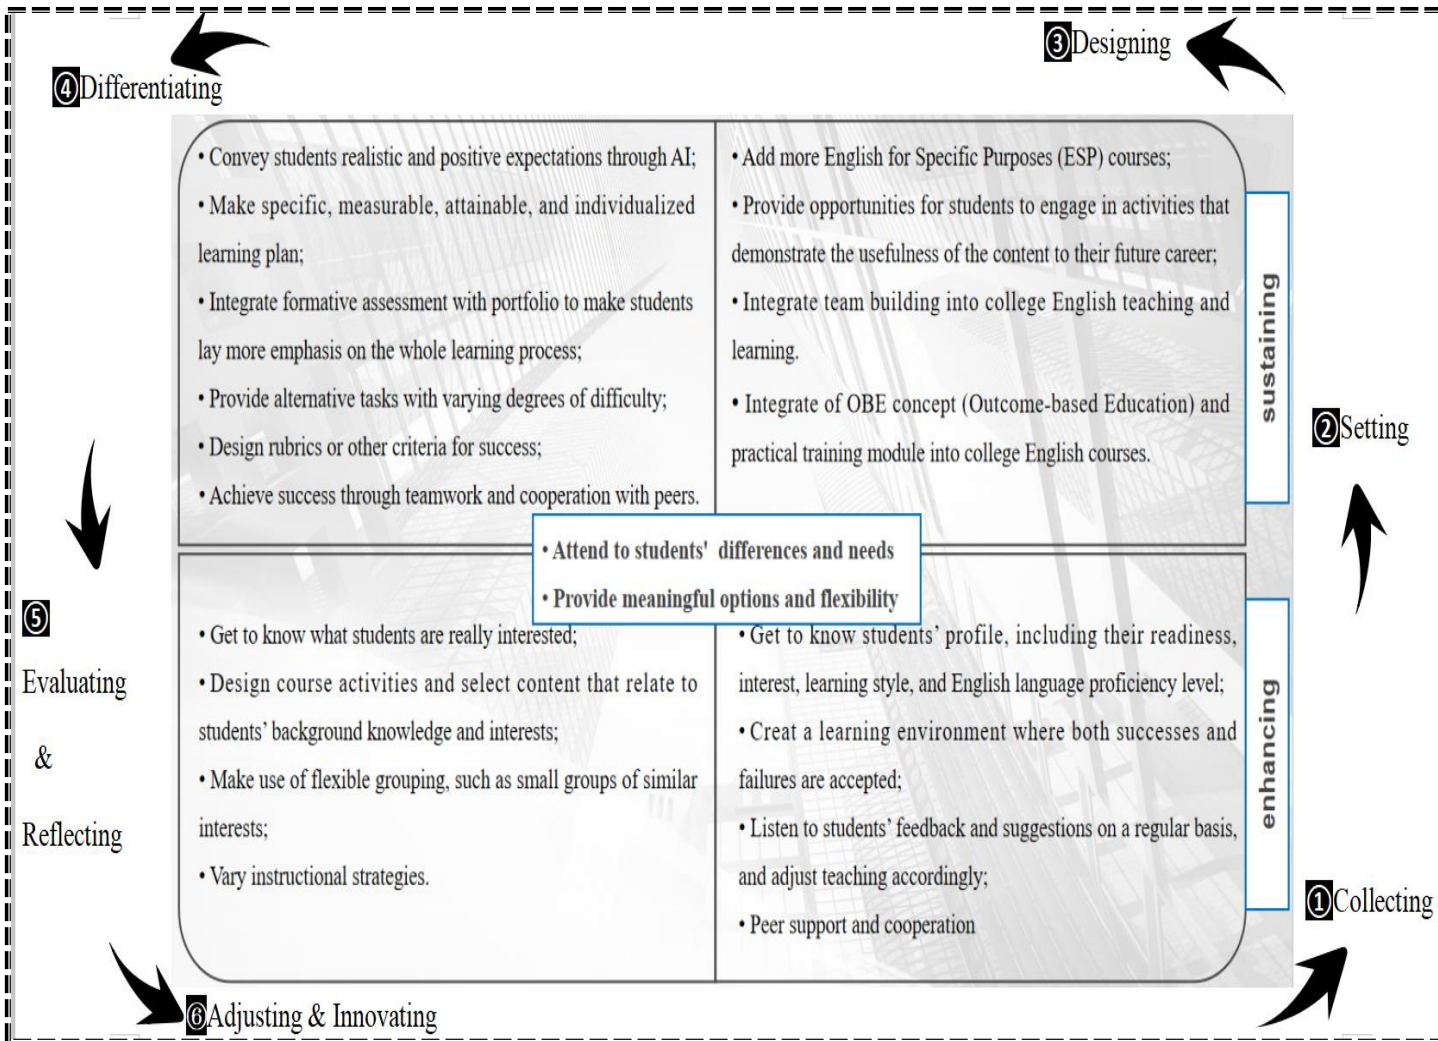 ❸Designing
❹Differentiating
• Convey students realistic and positive expectations through AI;
• Make specific, measurable, attainable, and individualized
learning plan;
• Integrate formative assessment with portfolio to make students
lay more emphasis on the whole learning process;
• Provide alternative tasks with varying degrees of difficulty;
• Design rubrics or other criteria for success;
• Achieve success through teamwork and cooperation with peers.
• Add more English for Specific Purposes (ESP) courses;
• Provide opportunities for students to engage in activities that
demonstrate the usefulness of the content to their future career;
• Integrate team building into college English teaching and
learning.
• Integrate of OBE concept (Outcome-based Education) and
practical training module into college English courses.
sustaining
❷Setting
• Attend to students' differences and needs
• Provide meaningful options and flexibility
❺
Evaluating
&
Reflecting
• Get to know what students are really interested;
• Design course activities and select content that relate to
students’ background knowledge and interests;
• Make use of flexible grouping, such as small groups of similar
interests;
• Vary instructional strategies.
• Get to know students’ profile, including their readiness,
interest, learning style, and English language proficiency level;
• Creat a learning environment where both successes and
failures are accepted;
• Listen to students’ feedback and suggestions on a regular basis,
and adjust teaching accordingly;
• Peer support and cooperation
enhancing
❶Collecting
❻Adjusting & Innovating